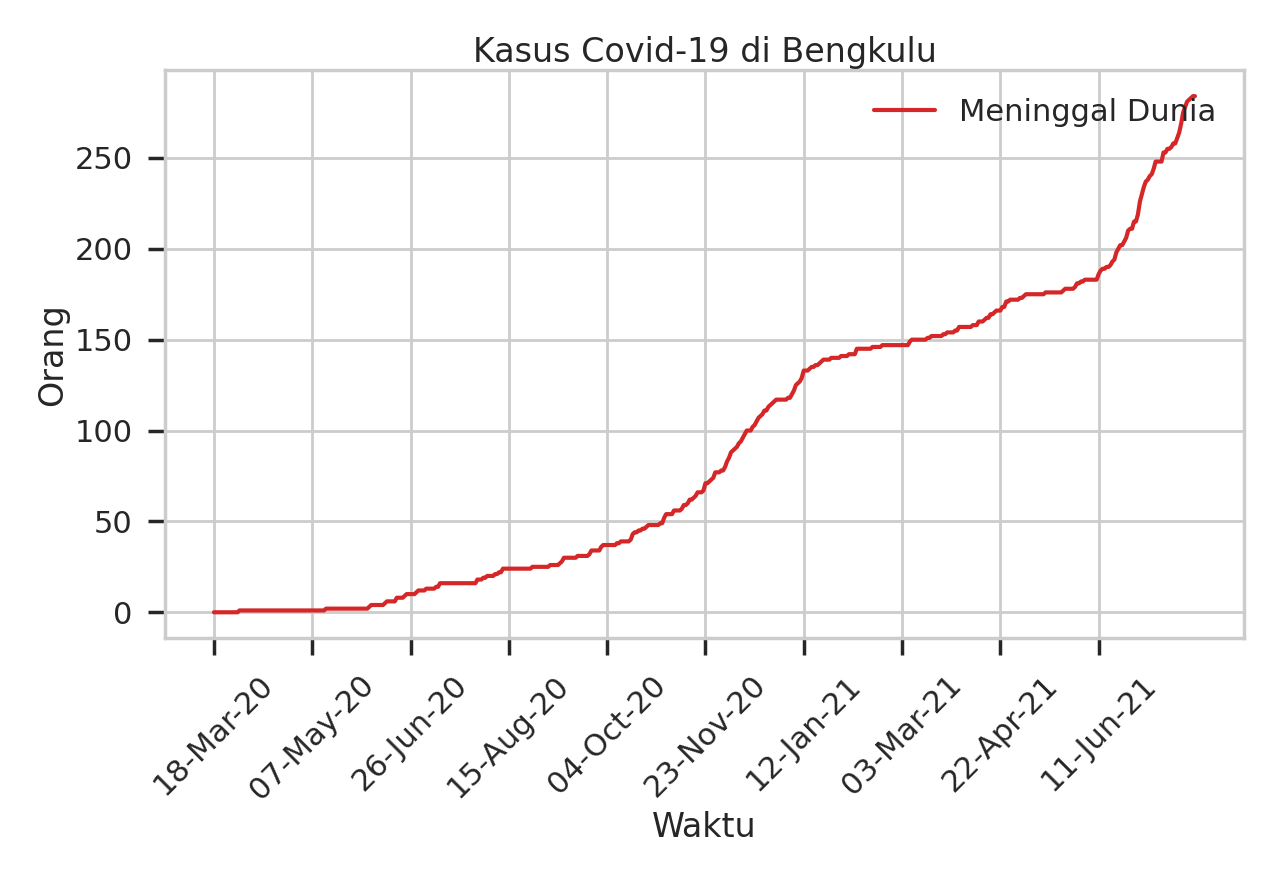 Kasus Covid-19 di Bengkulu
Meninggal Dunia
Orang
250
200
150
100
50
0
18-Mar-20
07-May-20
26-Jun-20
15-Aug-20
04-Oct-20
23-Nov-20
12-Jan-21
03-Mar-21
22-Apr-21
11-Jun-21
Waktu